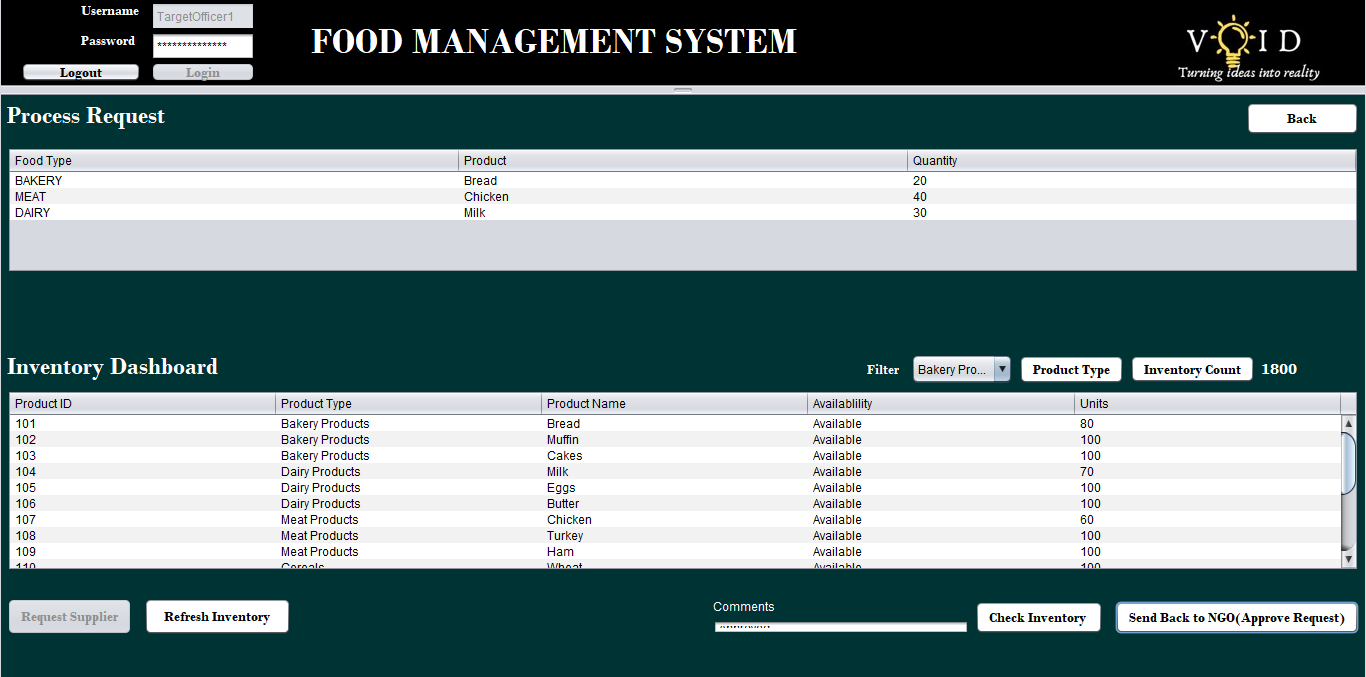 Username TargetOfficer1
Password **************
Logout Login
FOOD MANAGEMENT SYSTEM
V O I D
Turning ideas into reality
Process Request
Back
Food Type Product Quantity
BAKERY Bread 20
MEAT Chicken 40
DAIRY Milk 30
Inventory Dashboard
Filter Bakery Pro... Product Type Inventory Count 1800
Product ID Product Type Product Name Availablility Units
101 Bakery Products Bread Available 80
102 Bakery Products Muffin Available 100
103 Bakery Products Cakes Available 100
104 Dairy Products Milk Available 70
105 Dairy Products Eggs Available 100
106 Dairy Products Butter Available 100
107 Meat Products Chicken Available 60
108 Meat Products Turkey Available 100
109 Meat Products Ham Available 100
110 Cereals Wheat Available 100
Request Supplier Refresh Inventory
Comments
Check Inventory Send Back to NGO(Approve Request)